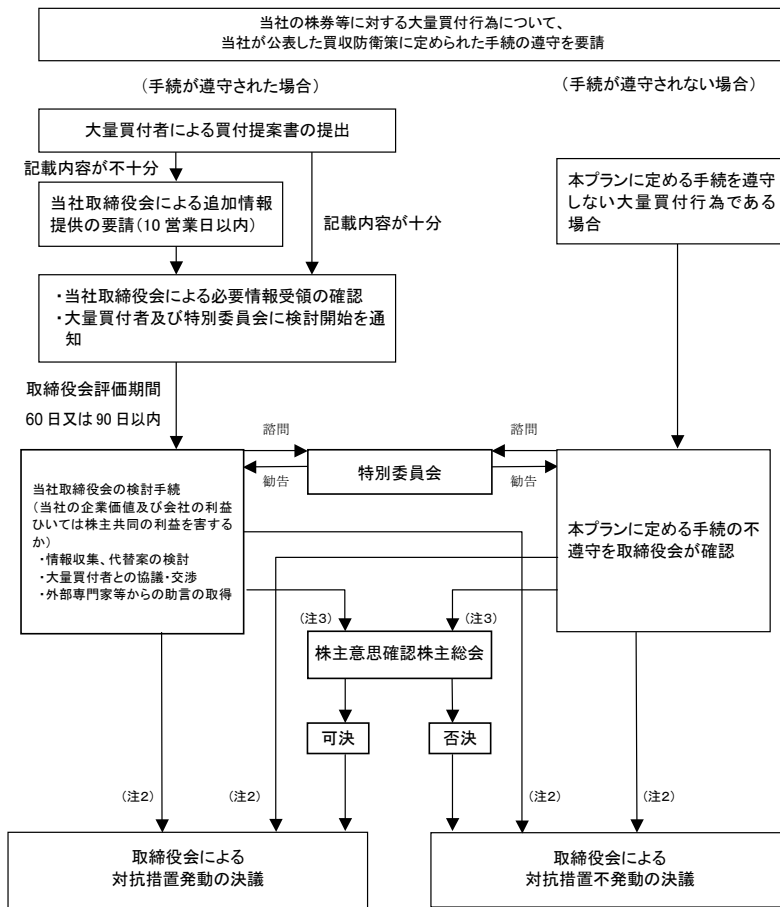 当社の株券等に対する大量買付行為について、
当社が公表した買収防衛策に定められた手続の遵守を要請
(手続が遵守された場合)
(手続が遵守されない場合)
大量買付者による買付提案書の提出
記載内容が不十分
当社取締役会による追加情報
提供の要請(10 営業日以内)
記載内容が十分
本プランに定める手続を遵守
しない大量買付行為である
場合
・当社取締役会による必要情報受領の確認
・大量買付者及び特別委員会に検討開始を通
知
取締役会評価期間
60 日又は 90 日以内
諮問
諮問
特別委員会
勧告
勧告
当社取締役会の検討手続
(当社の企業価値及び会社の利益
ひいては株主共同の利益を害する
か)
・情報収集、代替案の検討
・大量買付者との協議・交渉
・外部専門家等からの助言の取得
本プランに定める手続の不
遵守を取締役会が確認
(注3)
(注3)
株主意思確認株主総会
可決
否決
(注2)
(注2)
(注2)
(注2)
取締役会による
対抗措置発動の決議
取締役会による
対抗措置不発動の決議